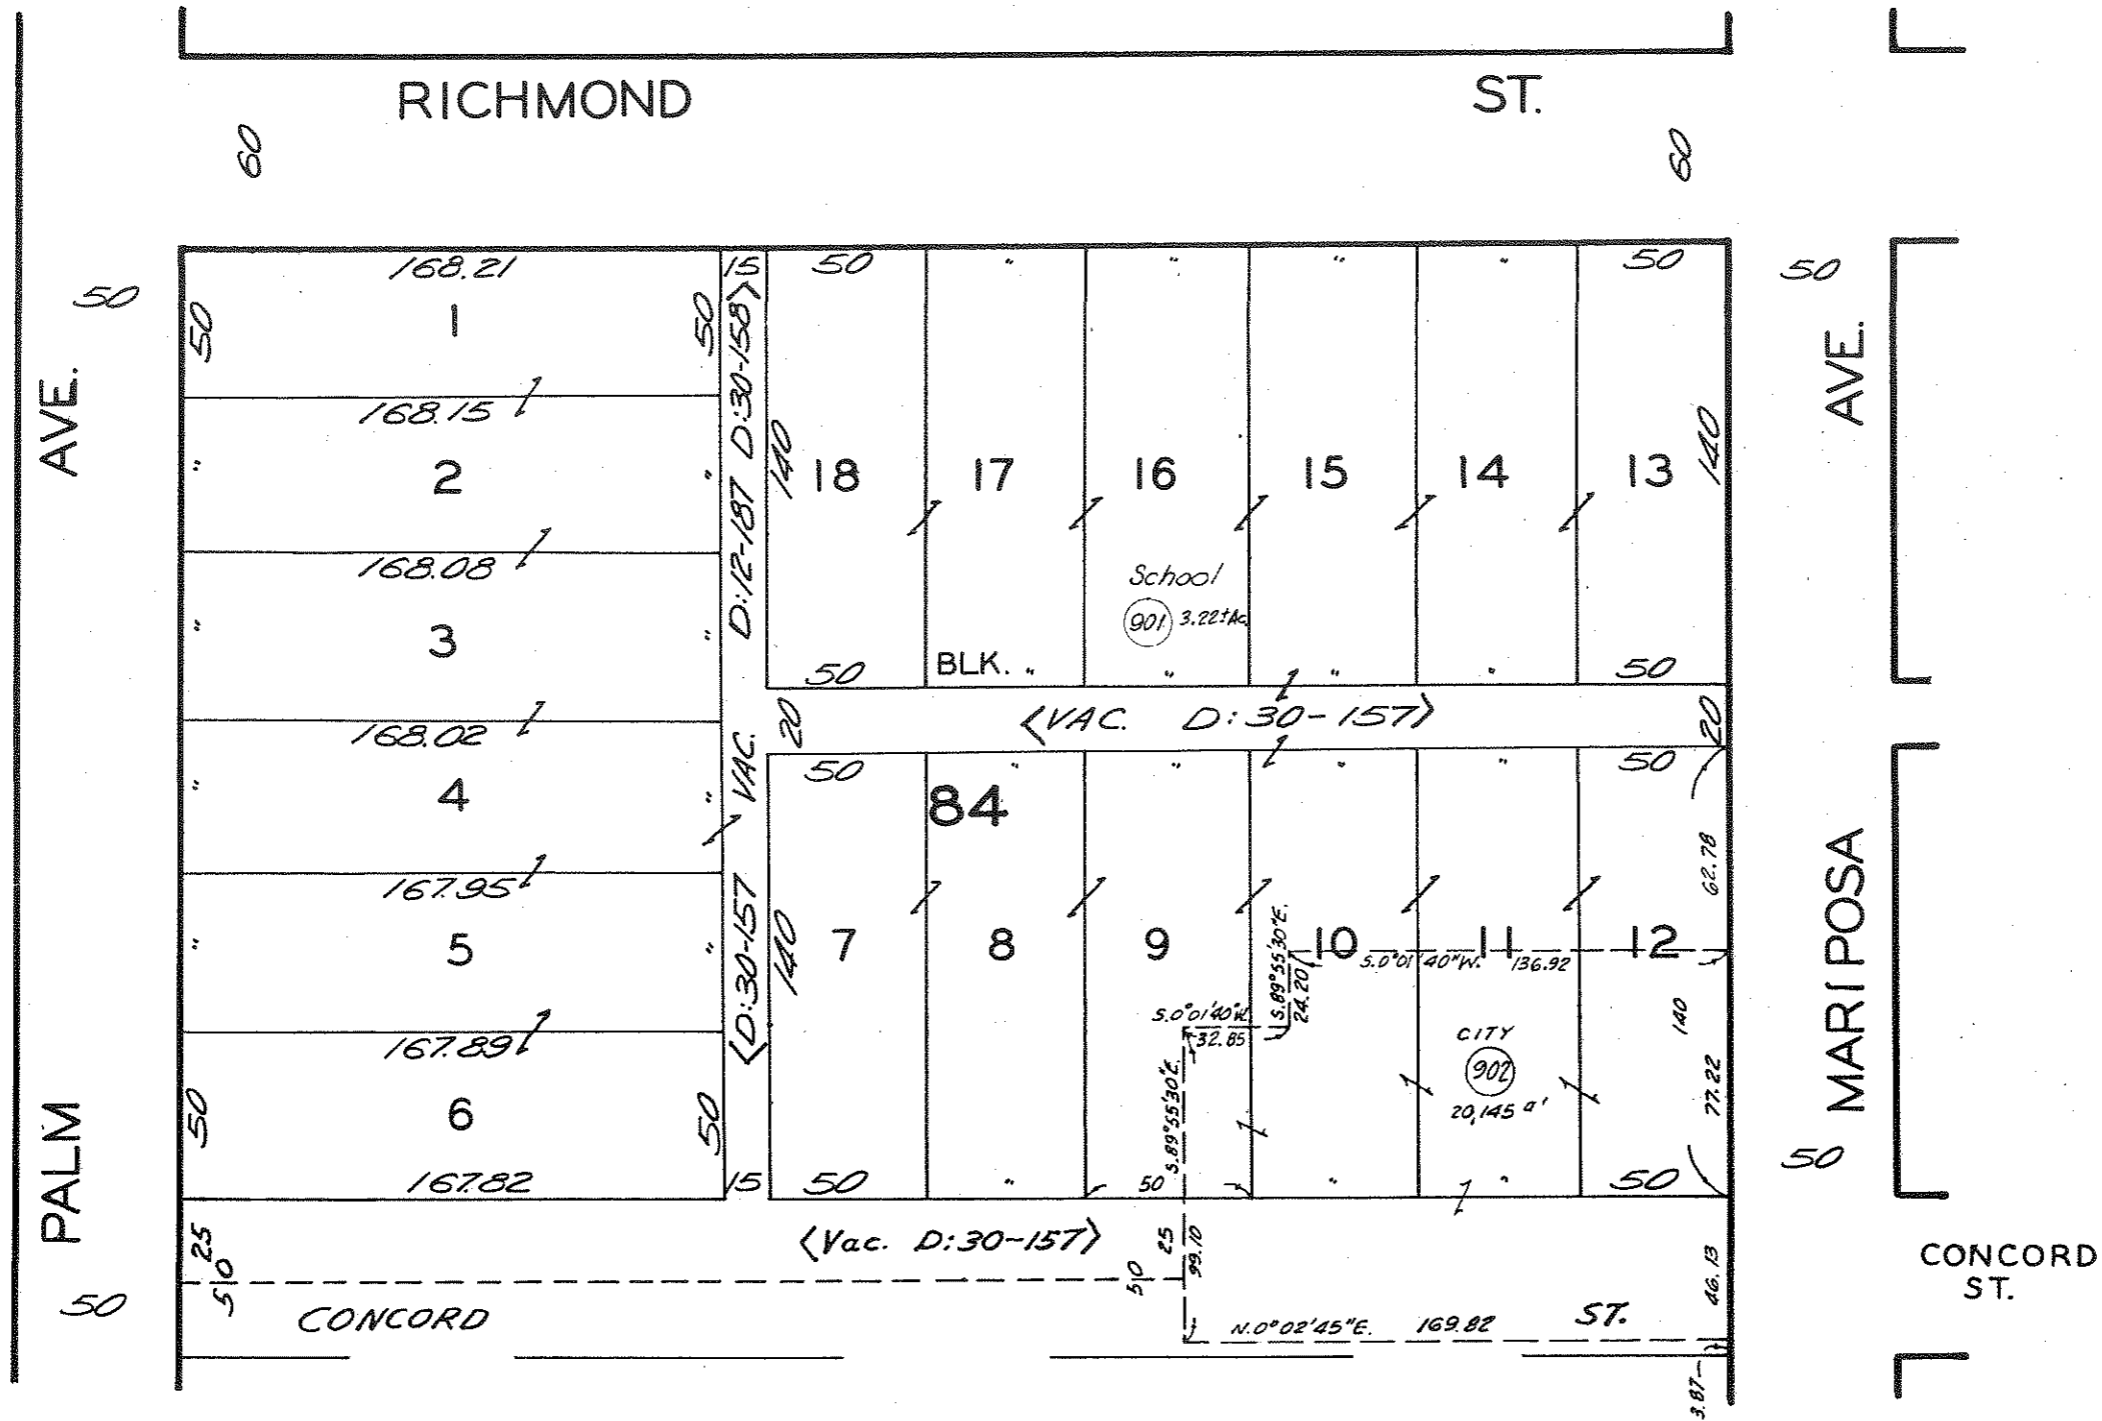 RICHMOND ST.
60 60
50 168.21 15 50 " " " " 50 50
50 1 50
168.15
" 2 "
168.08
" 3 "
168.02
" 4 "
167.95
" 5 "
167.89
50 6 50
167.82 15
AVE.
PALM
50
D:12-187 D:30-158>
VAC.
<D:30-157
140 18 17 16 15 14 13 140
School
901 3.22±Ac.
50 BLK. " " " " 50
20 <VAC. D:30-157> 20
50 " " " " 50
84
62.78
140 7 8 9 10 11 12
S.89°55'30"E.
24.20
S.0°01'40"W. 136.92
S.0°01'40"W.
32.85
140
CITY
902
20,145 a'
77.22
S.89°55'30"E.
99.10
50 " 50 " " 50
25
50
<Vac. D:30-157>
25
50
46.13
CONCORD ST.
N.0°02'45"E. 169.82
3.87
AVE.
MARIPOSA
50
CONCORD
ST.